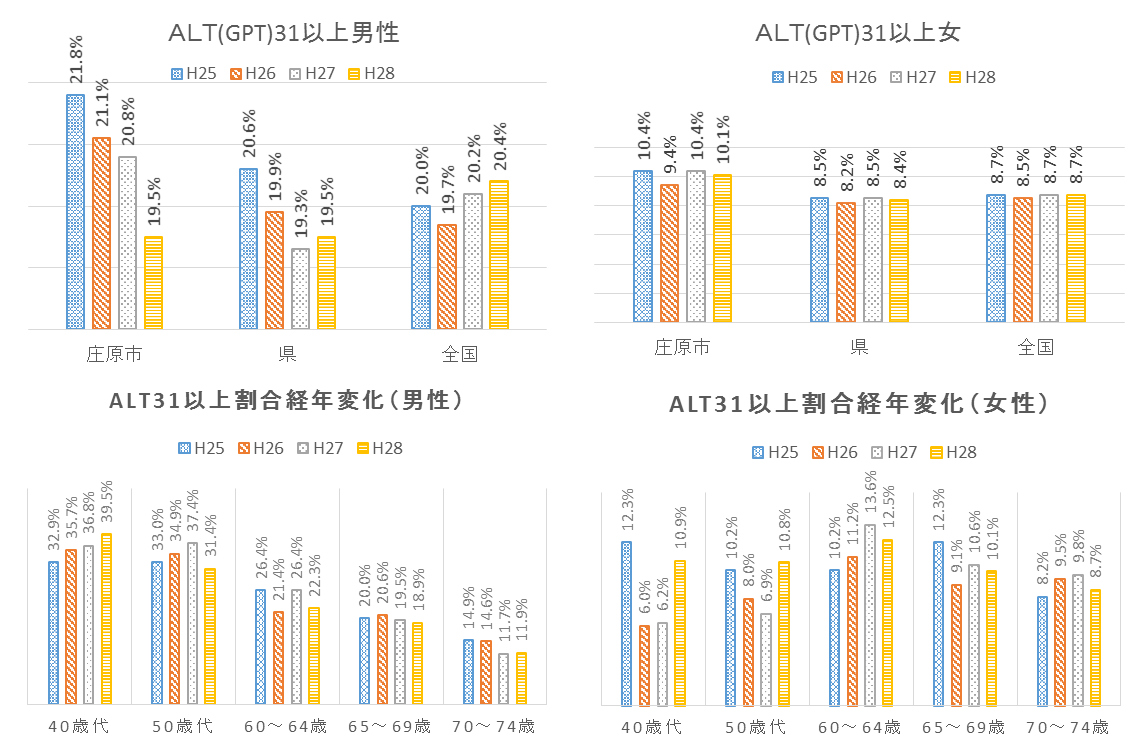 ALT(GPT)31以上男性
H25 H26 H27 H28
21.8% 21.1% 20.8% 19.5% 20.6% 19.9% 19.3% 19.5% 20.0% 19.7% 20.2% 20.4%
庄原市 県 全国
ALT(GPT)31以上女
H25 H26 H27 H28
10.4% 9.4% 10.4% 10.1% 8.5% 8.2% 8.5% 8.4% 8.7% 8.5% 8.7% 8.7%
庄原市 県 全国
ALT31以上割合経年変化(男性)
H25 H26 H27 H28
32.9% 35.7% 36.8% 39.5% 33.0% 34.9% 37.4% 31.4% 26.4% 21.4% 26.4% 22.3% 20.0% 20.6% 19.5% 18.9% 14.9% 14.6% 11.7% 11.9%
40歳代 50歳代 60～64歳 65～69歳 70～74歳
ALT31以上割合経年変化(女性)
H25 H26 H27 H28
12.3% 6.0% 6.2% 10.9% 10.2% 8.0% 6.9% 10.8% 10.2% 11.2% 13.6% 12.5% 12.3% 9.1% 10.6% 10.1% 8.2% 9.5% 9.8% 8.7%
40歳代 50歳代 60～64歳 65～69歳 70～74歳